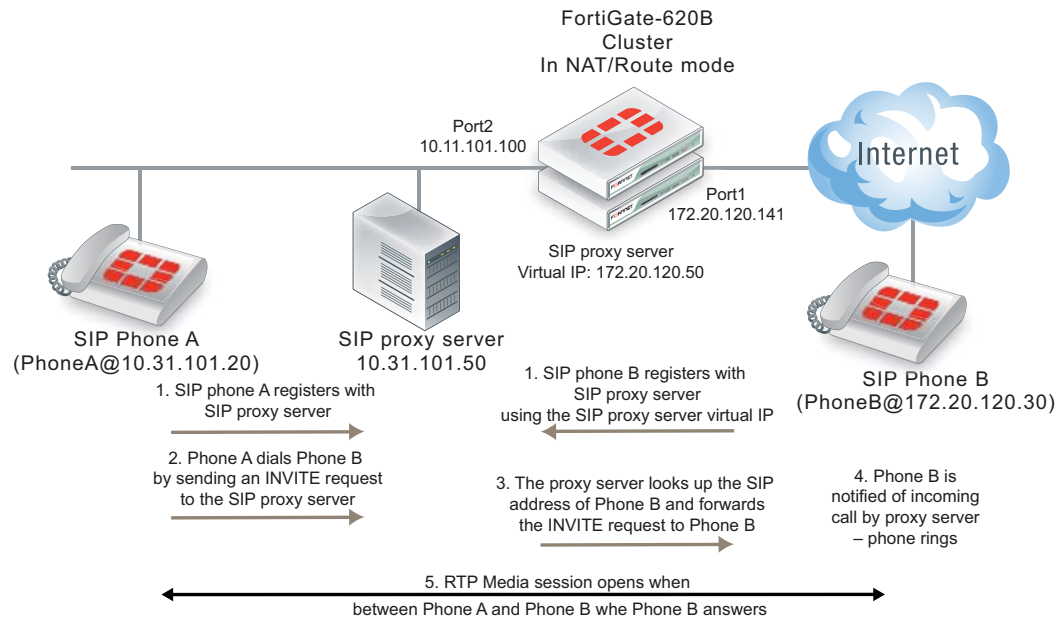 FortiGate-620B
Cluster
In NAT/Route mode
Port2
10.11.101.100
Internet
FORTINET
FORTINET
Port1
172.20.120.141
SIP proxy server
Virtual IP: 172.20.120.50
SIP Phone A
(PhoneA@10.31.101.20)
SIP proxy server
10.31.101.50
SIP Phone B
(PhoneB@172.20.120.30)
1. SIP phone A registers with
SIP proxy server
1. SIP phone B registers with
SIP proxy server
using the SIP proxy server virtual IP
2. Phone A dials Phone B
by sending an INVITE request
to the SIP proxy server
3. The proxy server looks up the SIP
address of Phone B and forwards
the INVITE request to Phone B
4. Phone B is
notified of incoming
call by proxy server
– phone rings
5. RTP Media session opens when
between Phone A and Phone B whe Phone B answers